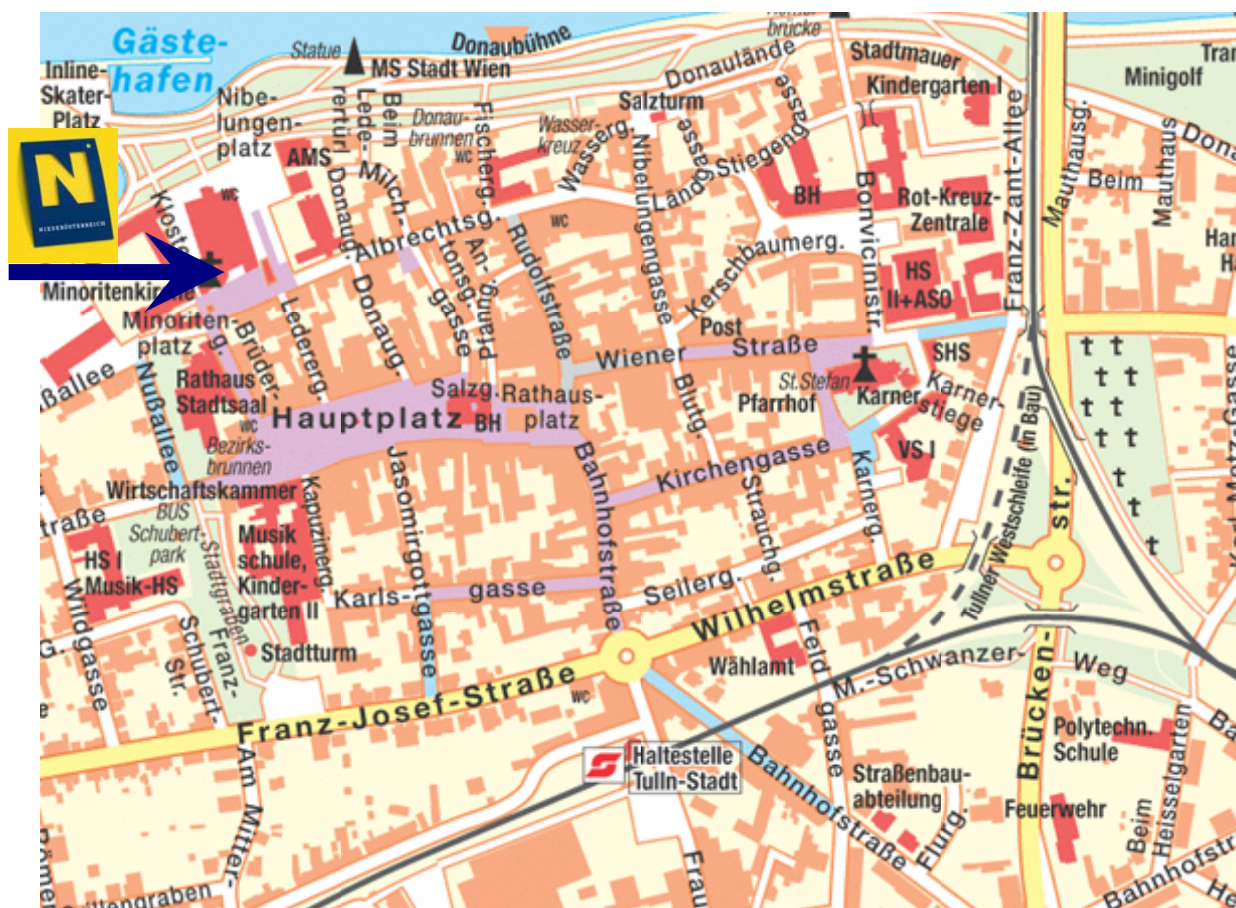 Gäste-
hafen
Statue
Donaubühne
brücke
MS Stadt Wien
Inline-
Skater-
Platz
Nibe-
lungen-
platz
Lede-
rertürl
Beim
Donau-
brunnen
WC
Fischerg.
Wasser-
kreuz
Salzturm
Donaulände
Stadtmauer
Kindergarten I
Minigolf
N
NIEDERÖSTERREICH
AMS
WC
Milch-
Wasserg.
Nibelungengasse
Ländg.
Stiegengasse
BH
Bonvicinistr.
Rot-Kreuz-
Zentrale
Franz-Zant-Allee
Mauthausg.
Beim
Mauthaus
Minoritenkirche
Minoriten-
platz
Albrechtsg.
Donaug.
Donaug.
Ledererg.
Brüder-
Rudolfstraße
WC
Kerschbaumerg.
HS
II+ASO
Post
Wiener
Straße
St.Stefan
Pfarrhof
Karner
SHS
Karner-
stiege
VS I
Nußallee
Rathaus
Stadtsaal
WC
Bezirks-
brunnen
Hauptplatz
Salzg.
BH
Rathaus-
platz
Blutg.
Kirchengasse
Karnerg.
Wirtschaftskammer
BUS
Schubert-
park
HS I
Musik-HS
Musik
schule,
Kinder-
garten II
Kapuzinerg.
Jasomirgottgasse
Bahnhofstraße
Karls-
gasse
Seilerg.
Strauchg.
Wildgasse
Schubert-
Str.
Stadtgraben
Franz-
Stadtturm
Franz-Josef-Straße
WC
Wilhelmstraße
Tullner Westschleife (in Bau)
Wählamt
Feld
gasse
M.-Schwanzer-
Weg
Haltestelle
Tulln-Stadt
Bahnhofstraße
Straßenbau-
abteilung
Flurg.
Brücken-
str.
Polytechn.
Schule
Feuerwehr
Beim
Heisselgarten
Am Mitter-
Bahnhofstr